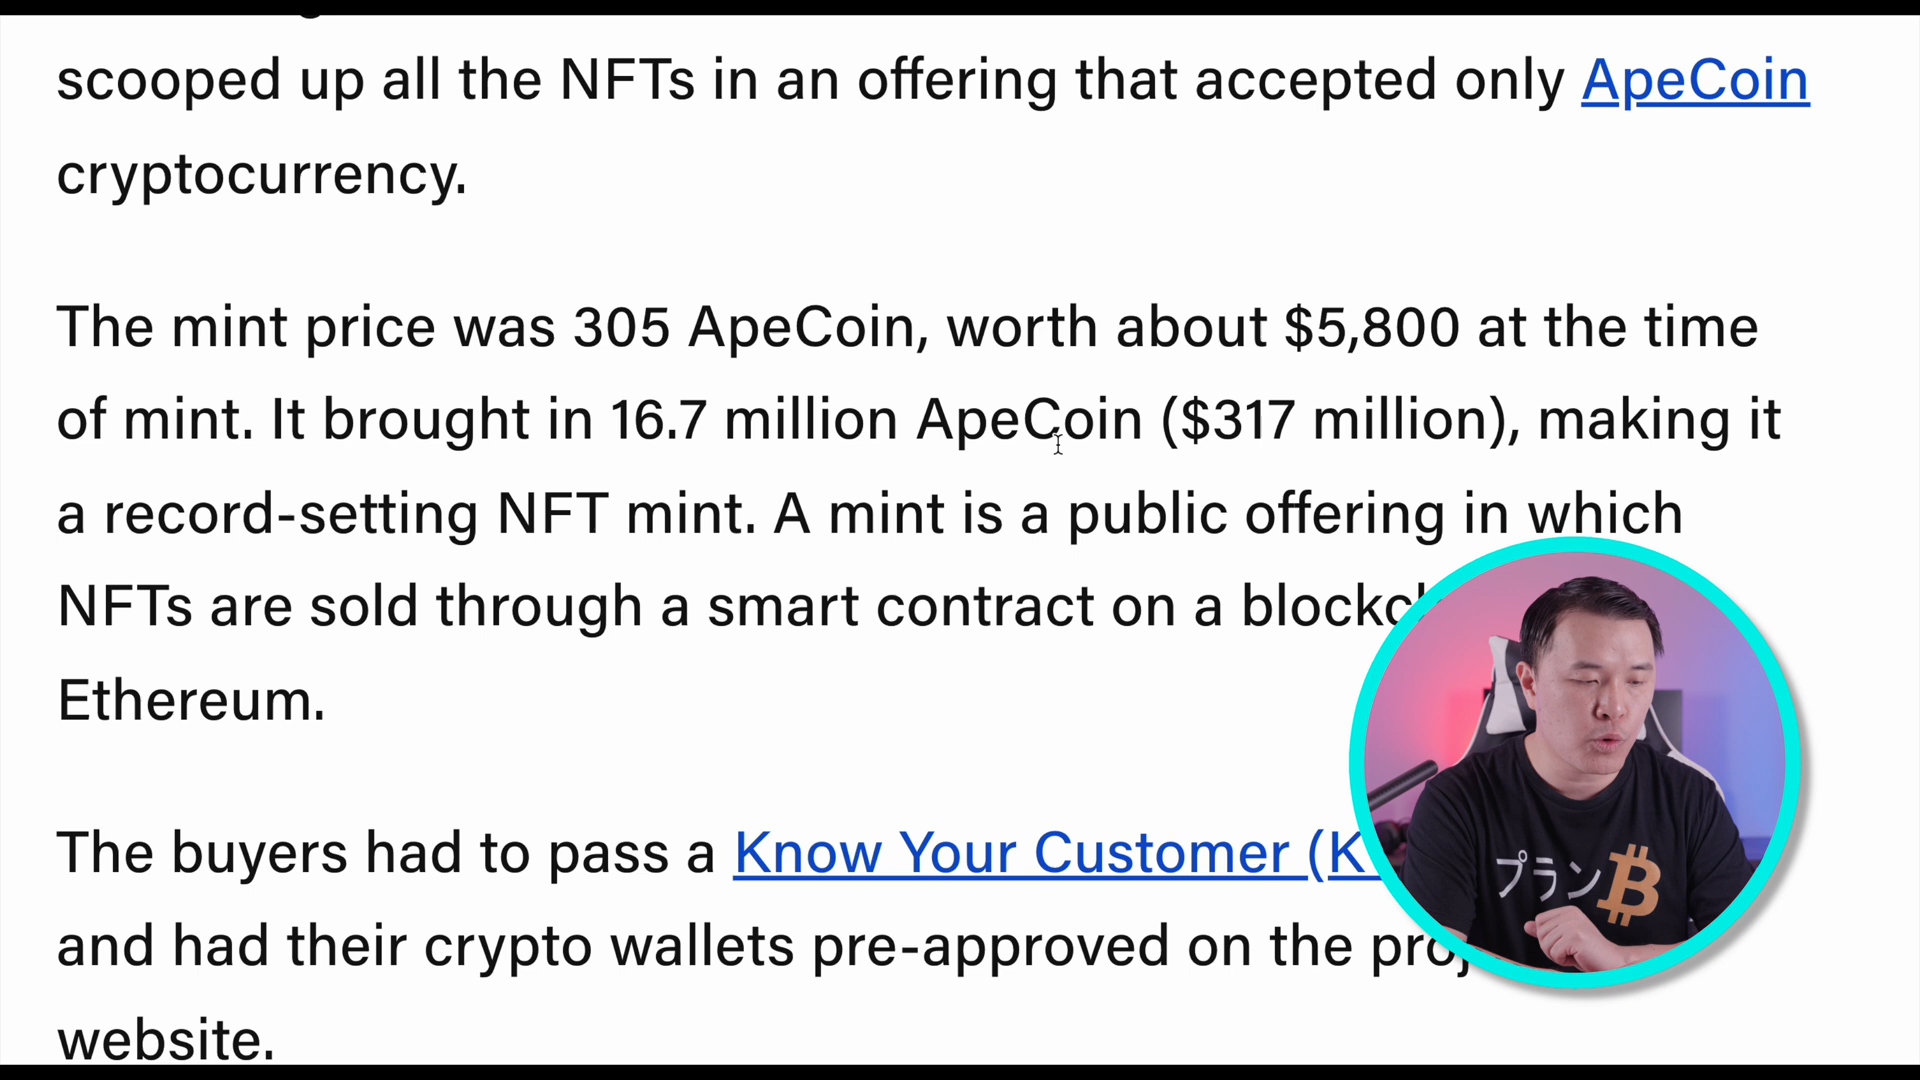 scooped up all the NFTs in an offering that accepted only ApeCoin
cryptocurrency.
The mint price was 305 ApeCoin, worth about $5,800 at the time
of mint. It brought in 16.7 million ApeCoin ($317 million), making it
a record-setting NFT mint. A mint is a public offering in which
NFTs are sold through a smart contract on a
Ethereum.
The buyers had to pass a Know Your Customer
and had their crypto wallets pre-approved on the
website.
プラン₿